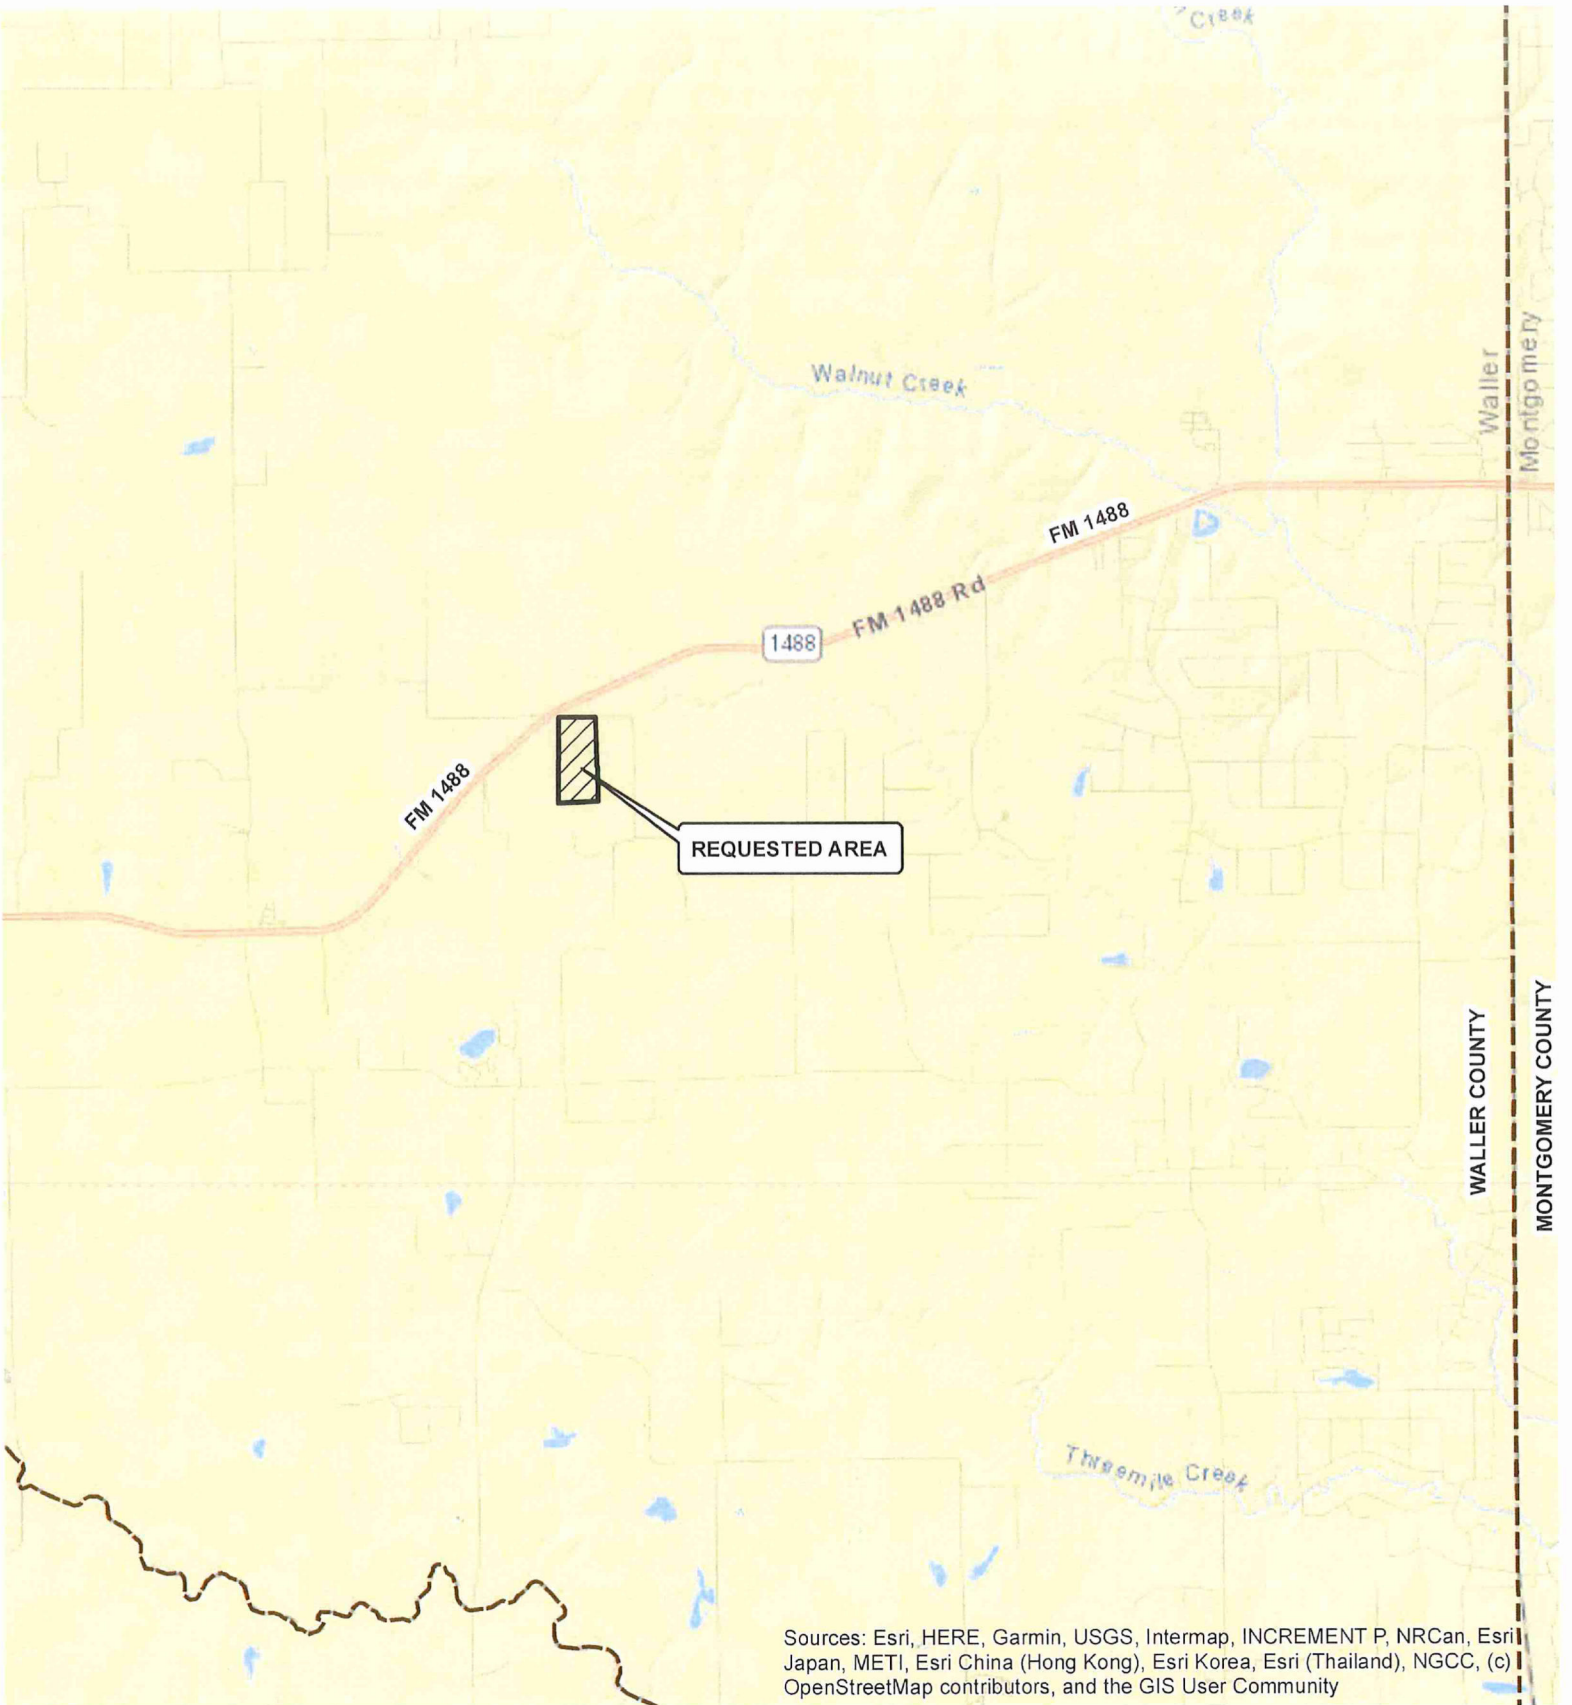 Creek
Walnut Creek
Waller
Montgomery
FM 1488
FM 1488 Rd
1488
FM 1488
REQUESTED AREA
WALLER COUNTY
MONTGOMERY COUNTY
Threemile Creek
Sources: Esri, HERE, Garmin, USGS, Intermap, INCREMENT P, NRCan, Esri
Japan, METI, Esri China (Hong Kong), Esri Korea, Esri (Thailand), NGCC, (c)
OpenStreetMap contributors, and the GIS User Community